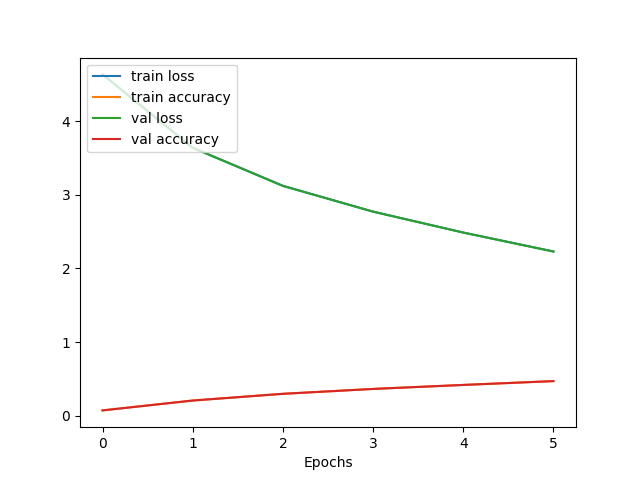 train loss
train accuracy
val loss
val accuracy
4
3
2
1
0
0 1 2 3 4 5
Epochs